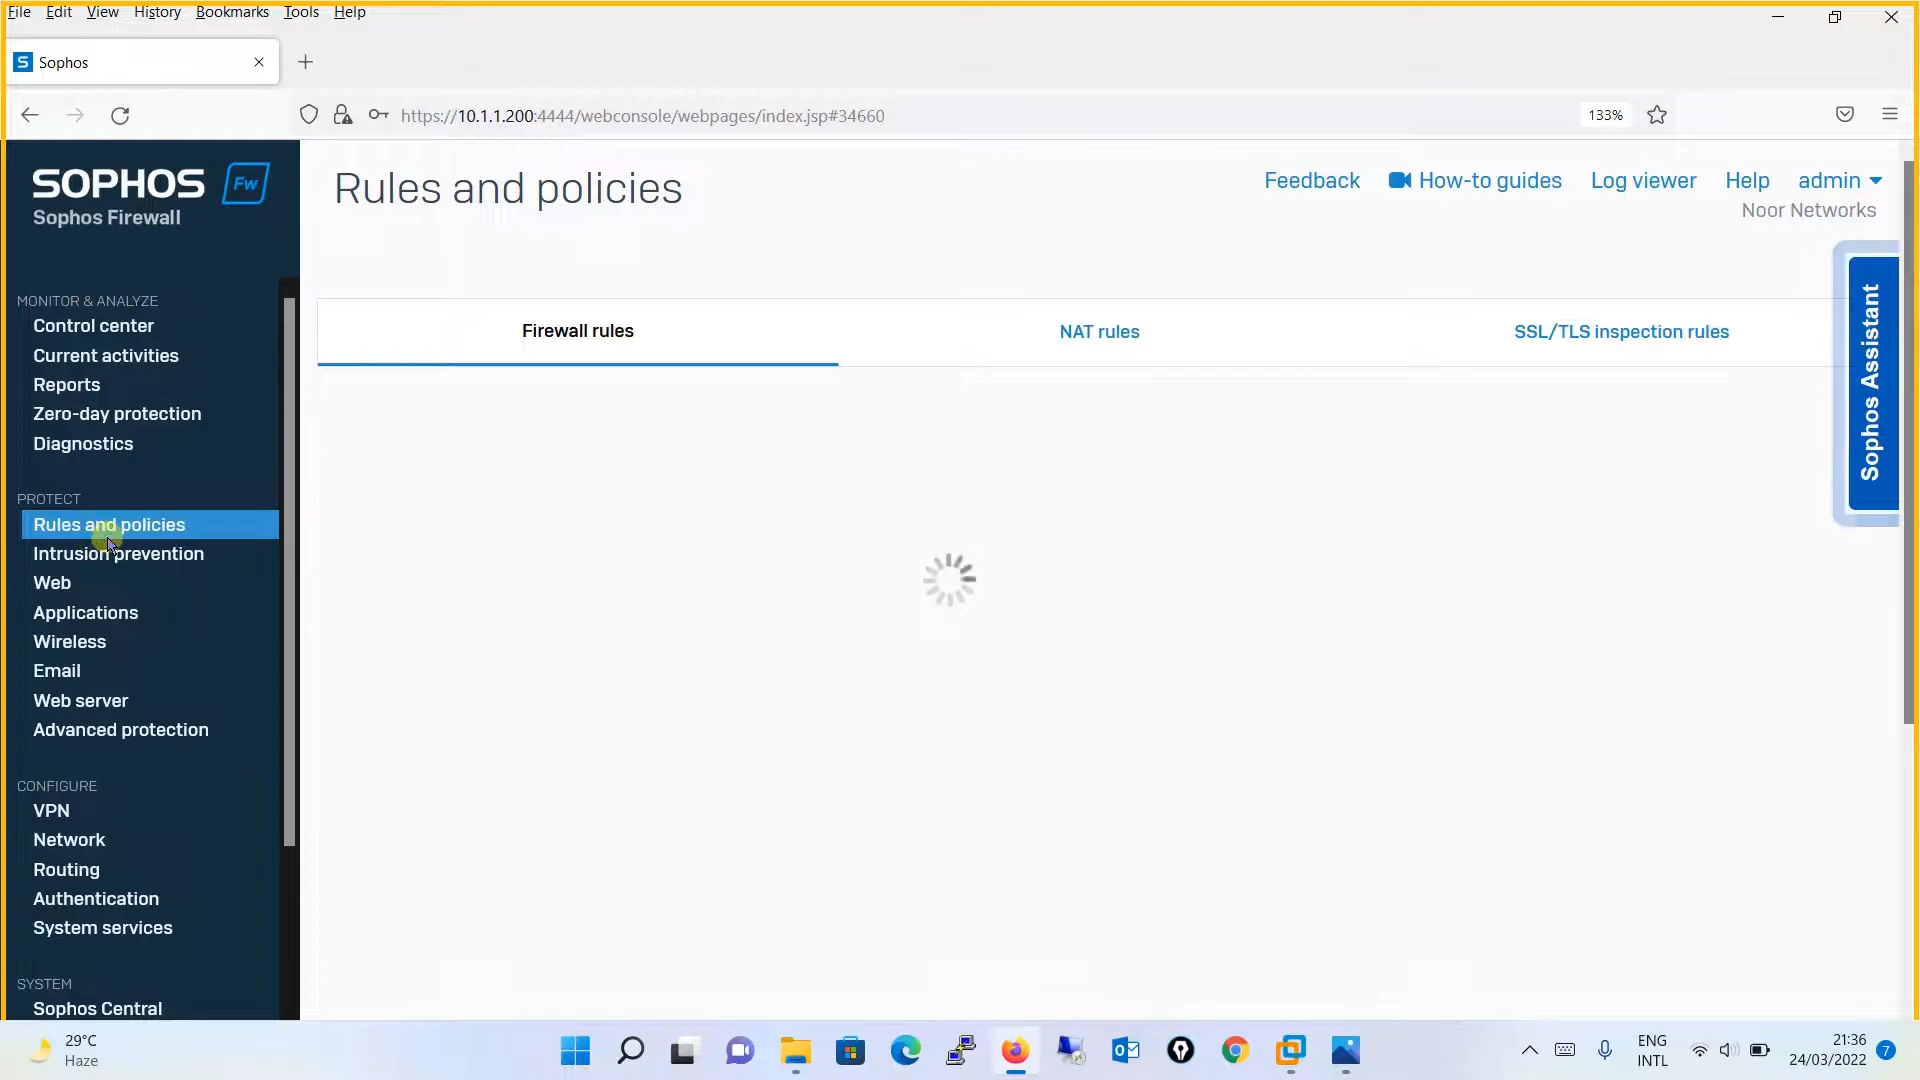 File Edit View History Bookmarks Tools Help
S Sophos
https://10.1.1.200:4444/webconsole/webpages/index.jsp#34660
133%
SOPHOS Fw
Sophos Firewall
Rules and policies
Feedback How-to guides Log viewer Help admin
Noor Networks
MONITOR & ANALYZE
Control center
Current activities
Reports
Zero-day protection
Diagnostics
PROTECT
Rules and policies
Intrusion prevention
Web
Applications
Wireless
Email
Web server
Advanced protection
CONFIGURE
VPN
Network
Routing
Authentication
System services
SYSTEM
Sophos Central
Firewall rules
NAT rules
SSL/TLS inspection rules
Sophos Assistant
29°C
Haze
ENG
INTL
21:36
24/03/2022
7